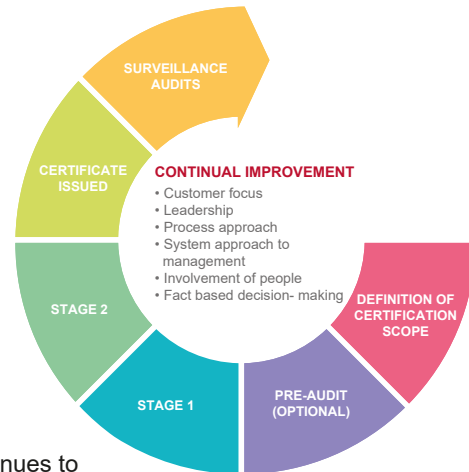 SURVEILLANCE
AUDITS
CERTIFICATE
ISSUED
CONTINUAL IMPROVEMENT
• Customer focus
• Leadership
• Process approach
• System approach to
management
• Involvement of people
• Fact based decision- making
DEFINITION OF
CERTIFICATION
SCOPE
STAGE 2
STAGE 1
PRE-AUDIT
(OPTIONAL)
nues to